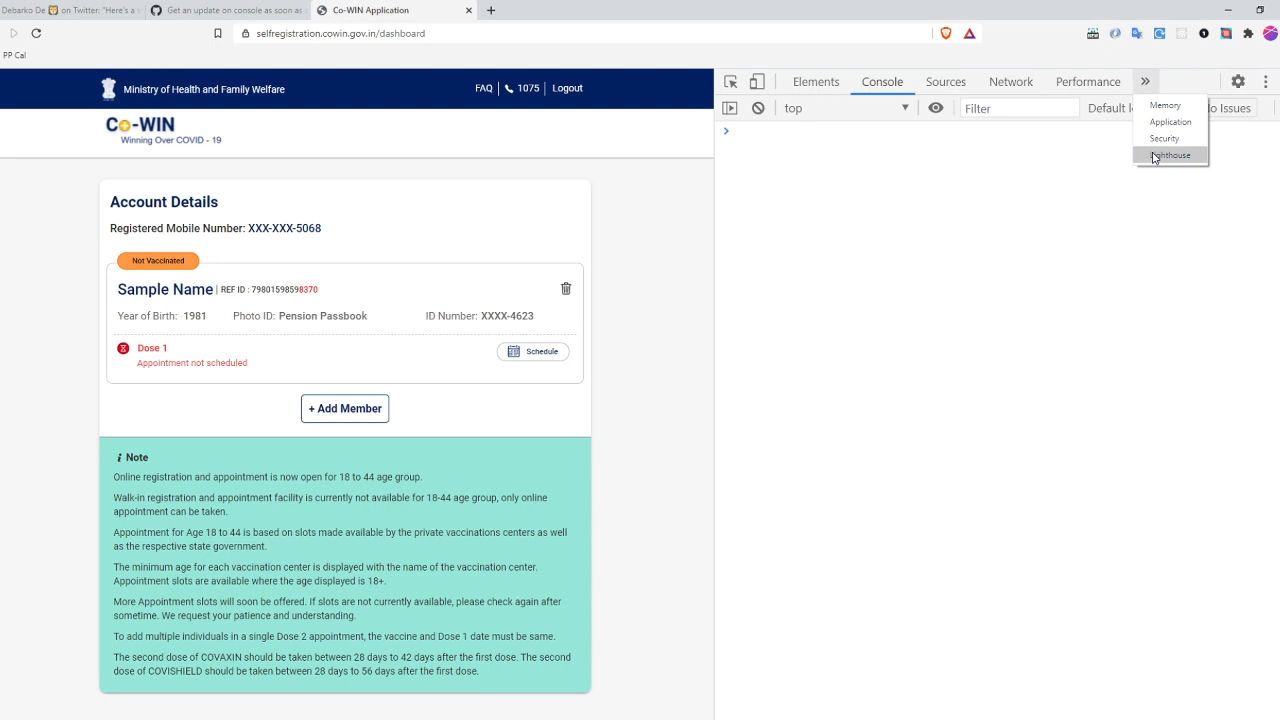 Debarko De on Twitter: "Here's a s
Get an update on console as soon as
Co-WIN Application
selfregistration.cowin.gov.in/dashboard
PP Cal
Ministry of Health and Family Welfare
FAQ
1075
Logout
Co-WIN
Winning Over COVID - 19
Account Details
Registered Mobile Number: XXX-XXX-5068
Not Vaccinated
Sample Name | REF ID : 79801598598370
Year of Birth: 1981 Photo ID: Pension Passbook ID Number: XXXX-4623
Dose 1
Appointment not scheduled
Schedule
+ Add Member
Note
Online registration and appointment is now open for 18 to 44 age group.
Walk-in registration and appointment facility is currently not available for 18-44 age group, only online
appointment can be taken.
Appointment for Age 18 to 44 is based on slots made available by the private vaccinations centers as well
as the respective state government.
The minimum age for each vaccination center is displayed with the name of the vaccination center.
Appointment slots are available where the age displayed is 18+.
More Appointment slots will soon be offered. If slots are not currently available, please check again after
sometime. We request your patience and understanding.
To add multiple individuals in a single Dose 2 appointment, the vaccine and Dose 1 date must be same.
The second dose of COVAXIN should be taken between 28 days to 42 days after the first dose. The second
dose of COVISHIELD should be taken between 28 days to 56 days after the first dose.
Elements Console Sources Network Performance
top
Filter
Default
o Issues
Memory
Application
Security
Lighthouse